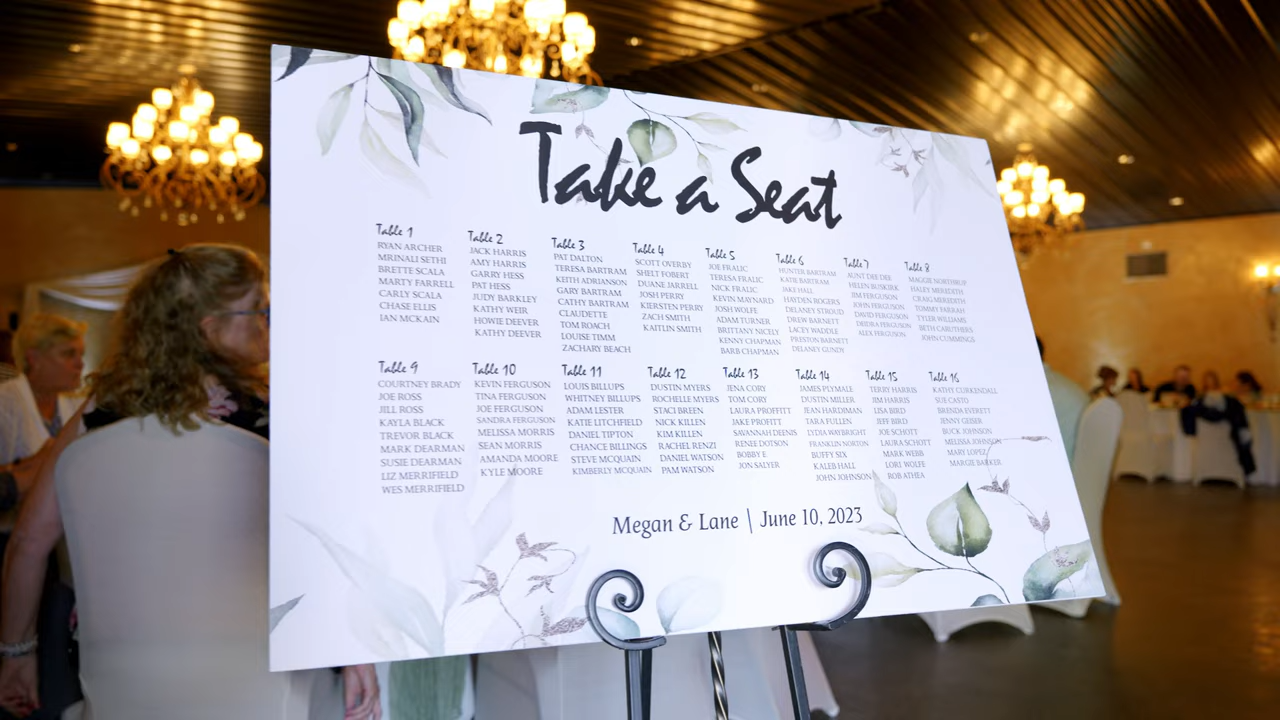 Take a Seat
Table 1
RYAN ARCHER
MRINALI SETHI
BRETTE SCALA
MARTY FARRELL
CARLY SCALA
CHASE ELLIS
IAN MCKAIN
Table 2
JACK HARRIS
AMY HARRIS
GARRY HESS
PAT HESS
JUDY BARKLEY
KATHY WEIR
HOWIE DEEVER
KATHY DEEVER
Table 3
PAT DALTON
TERESA BARTRAM
KEITH ADRIANSON
GARY BARTRAM
CATHY BARTRAM
CLAUDETTE
TOM ROACH
LOUISE TIMM
ZACHARY BEACH
Table 4
SCOTT OVERBY
SHELT FOBERT
DUANE JARRELL
JOSH PERRY
KIERSTEN PERRY
ZACH SMITH
KAITLIN SMITH
Table 5
JOE FRALIC
TERESA FRALIC
NICK FRALIC
KEVIN MAYNARD
JOSH WOLFE
ADAM TURNER
BRITTANY NICELY
KENNY CHAPMAN
BARB CHAPMAN
Table 6
HUNTER BARTRAM
KATIE BARTRAM
JAKE HALL
HAYDEN ROGERS
DELANEY STROUD
DREW BARNETT
LACEY WADDLE
PRESTON BARNETT
DELANEY GUNDY
Table 7
AUNT DEE DEE
HELEN BUSKIRK
JIM FERGUSON
JOHN FERGUSON
DAVID FERGUSON
DEIDRA FERGUSON
ALEX FERGUSON
Table 8
MAGGIE NORTHRUP
HALEY MEREDITH
CRAIG MEREDITH
TOMMY FARRAH
TYLER WILLIAMS
BETH CARUTHERS
JOHN CUMMINGS
Table 9
COURTNEY BRADY
JOE ROSS
JILL ROSS
KAYLA BLACK
TREVOR BLACK
MARK DEARMAN
SUSIE DEARMAN
LIZ MERRIFIELD
WES MERRIFIELD
Table 10
KEVIN FERGUSON
TINA FERGUSON
JOE FERGUSON
SANDRA FERGUSON
MELISSA MORRIS
SEAN MORRIS
AMANDA MOORE
KYLE MOORE
Table 11
LOUIS BILLUPS
WHITNEY BILLUPS
ADAM LESTER
KATIE LITCHFIELD
DANIEL TIPTON
CHANCE BILLINGS
STEVE MCQUAIN
KIMBERLY MCQUAIN
Table 12
DUSTIN MYERS
ROCHELLE MYERS
STACI BREEN
NICK KILLEN
KIM KILLEN
RACHEL RENZI
DANIEL WATSON
PAM WATSON
Table 13
JENA CORY
TOM CORY
LAURA PROFFITT
JAKE PROFITT
SAVANNAH DEENIS
RENEE DOTSON
BOBBY E
JON SALYER
Table 14
JAMES PLYMALE
DUSTIN MILLER
JEAN HARDIMAN
TARA FULLEN
LYDIA WAYBRIGHT
FRANKLIN NORTON
BUFFY SIX
KALEB HALL
JOHN JOHNSON
Table 15
TERRY HARRIS
JIM HARRIS
LISA BIRD
JEFF BIRD
JOE SCHOTT
LAURA SCHOTT
MARK WEBB
LORI WOLFE
ROB ATHEA
Table 16
KATHY CURKENDALL
SUE CASTO
BRENDA EVERETT
JENNY GEISER
BUCK JOHNSON
MELISSA JOHNSON
MARY LOPEZ
MARGIE BARKER
Megan & Lane | June 10, 2023